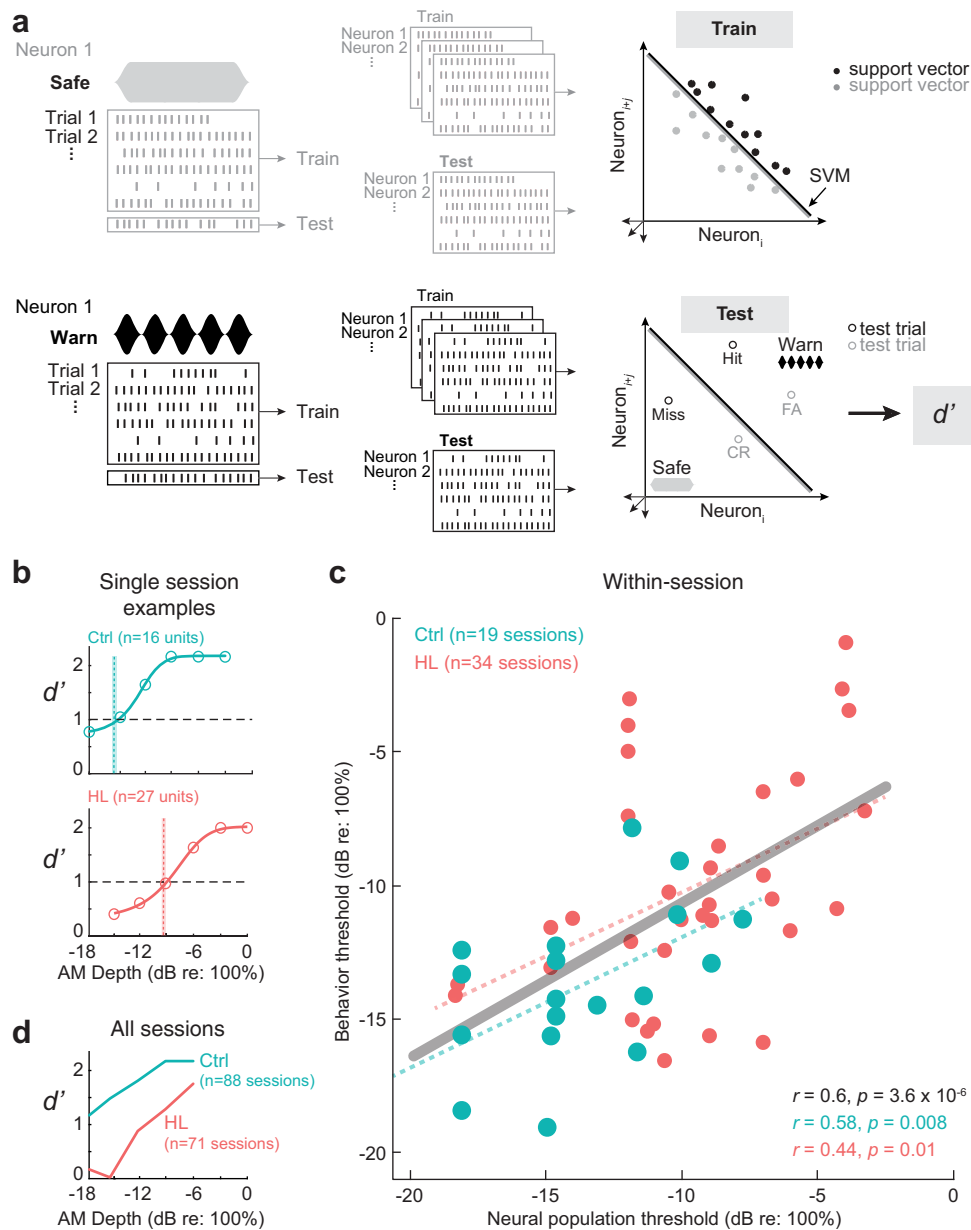 a
Neuron 1
Safe
Trial 1
Trial 2
Train
Test
Train
Neuron 1
Neuron 2
Test
Neuron 1
Neuron 2
Train
support vector
support vector
SVM
Neuron i+j
Neuron i
Neuron 1
Warn
Trial 1
Trial 2
Train
Test
Train
Neuron 1
Neuron 2
Test
Neuron 1
Neuron 2
Test
test trial
test trial
Hit
Warn
Miss
FA
CR
Safe
Neuron i+j
Neuron i
d'
b
Single session
examples
Ctrl (n=16 units)
2
d'
1
0
HL (n=27 units)
2
d'
1
0
-18 -12 -6 0
AM Depth (dB re: 100%)
d
All sessions
2
d'
1
0
Ctrl
(n=88 sessions)
HL
(n=71 sessions)
-18 -12 -6 0
AM Depth (dB re: 100%)
c
Within-session
Ctrl (n=19 sessions)
HL (n=34 sessions)
0
-5
-10
-15
-20
Behavior threshold (dB re: 100%)
r = 0.6, p = 3.6 x 10⁻⁶
r = 0.58, p = 0.008
r = 0.44, p = 0.01
-20 -15 -10 -5 0
Neural population threshold (dB re: 100%)